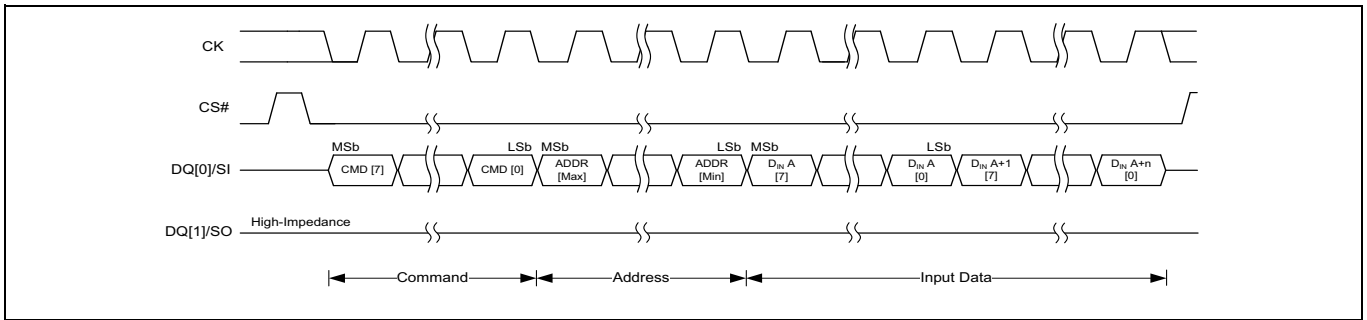 CK
CS#
MSb LSb MSb LSb MSb LSb
DQ[0]/SI CMD [7] CMD [0] ADDR [Max] ADDR [Min] DIN A [7] DIN A [0] DIN A+1 [7] DIN A+n [0]
High-Impedance
DQ[1]/SO
Command Address Input Data